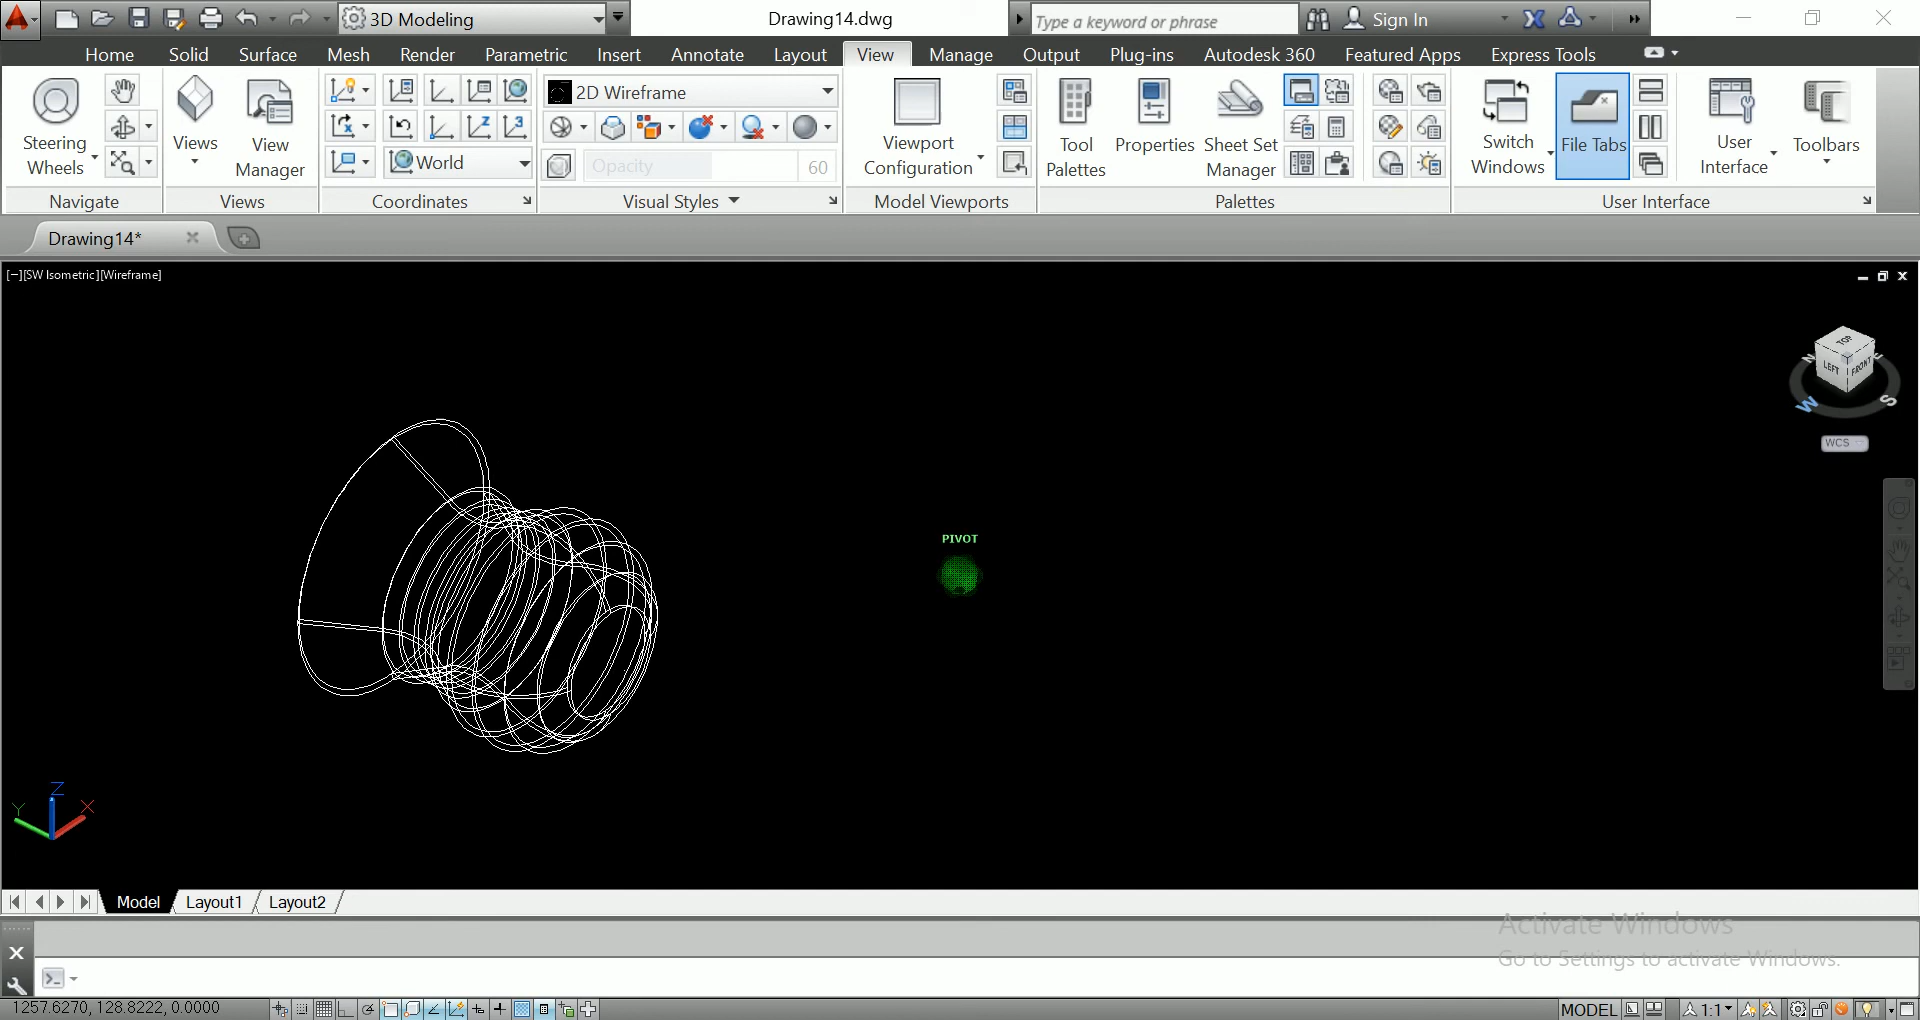 3D Modeling Drawing14.dwg Type a keyword or phrase Sign In
Home Solid Surface Mesh Render Parametric Insert Annotate Layout View Manage Output Plug-ins Autodesk 360 Featured Apps Express Tools
2D Wireframe
Steering Wheels
Views
View Manager
World
Opacity 60
Viewport Configuration
Tool Palettes
Properties
Sheet Set Manager
Switch Windows
File Tabs
User Interface
Toolbars
Navigate Views Coordinates Visual Styles Model Viewports Palettes User Interface
Drawing14*
[−][SW Isometric][Wireframe]
TOP
LEFT FRONT
N E
W S
WCS
PIVOT
Z
Y X
Model Layout1 Layout2
Activate Windows
Go to Settings to activate Windows.
1257.6270, 128.8222, 0.0000 MODEL 1:1